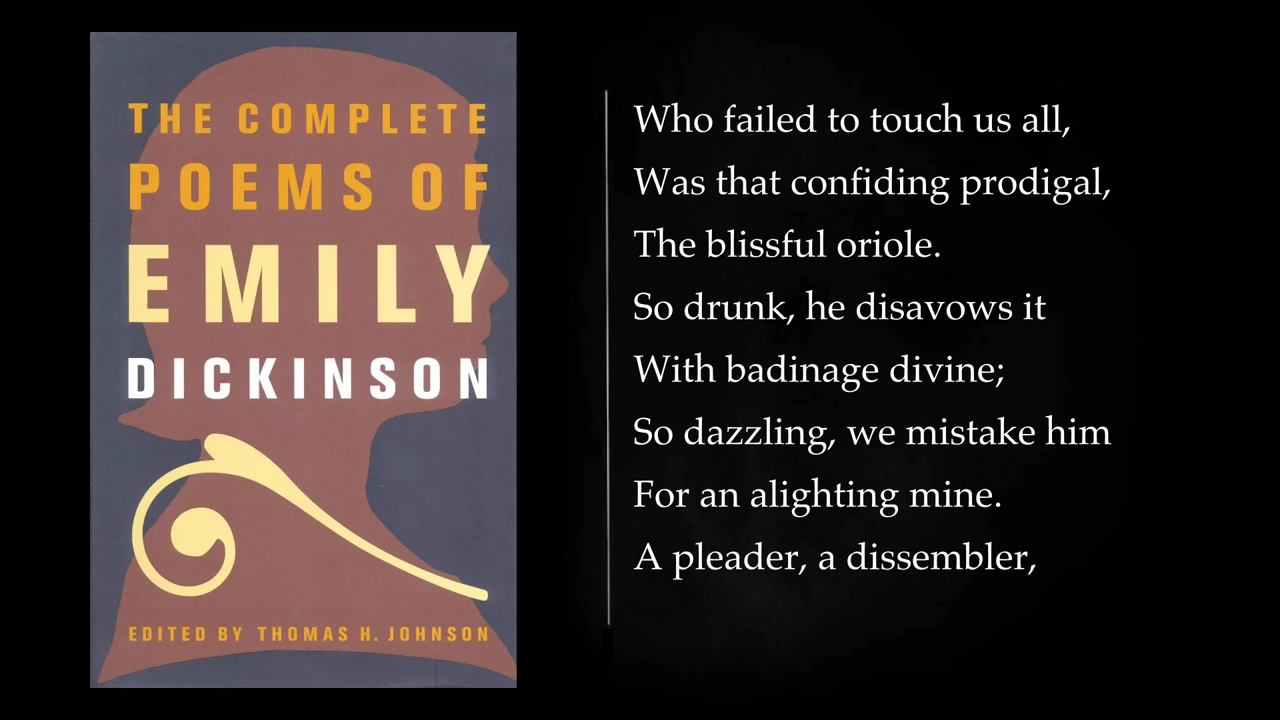 THE COMPLETE
POEMS OF
EMILY
DICKINSON
EDITED BY THOMAS H. JOHNSON
Who failed to touch us all,
Was that confiding prodigal,
The blissful oriole.
So drunk, he disavows it
With badinage divine;
So dazzling, we mistake him
For an alighting mine.
A pleader, a dissembler,